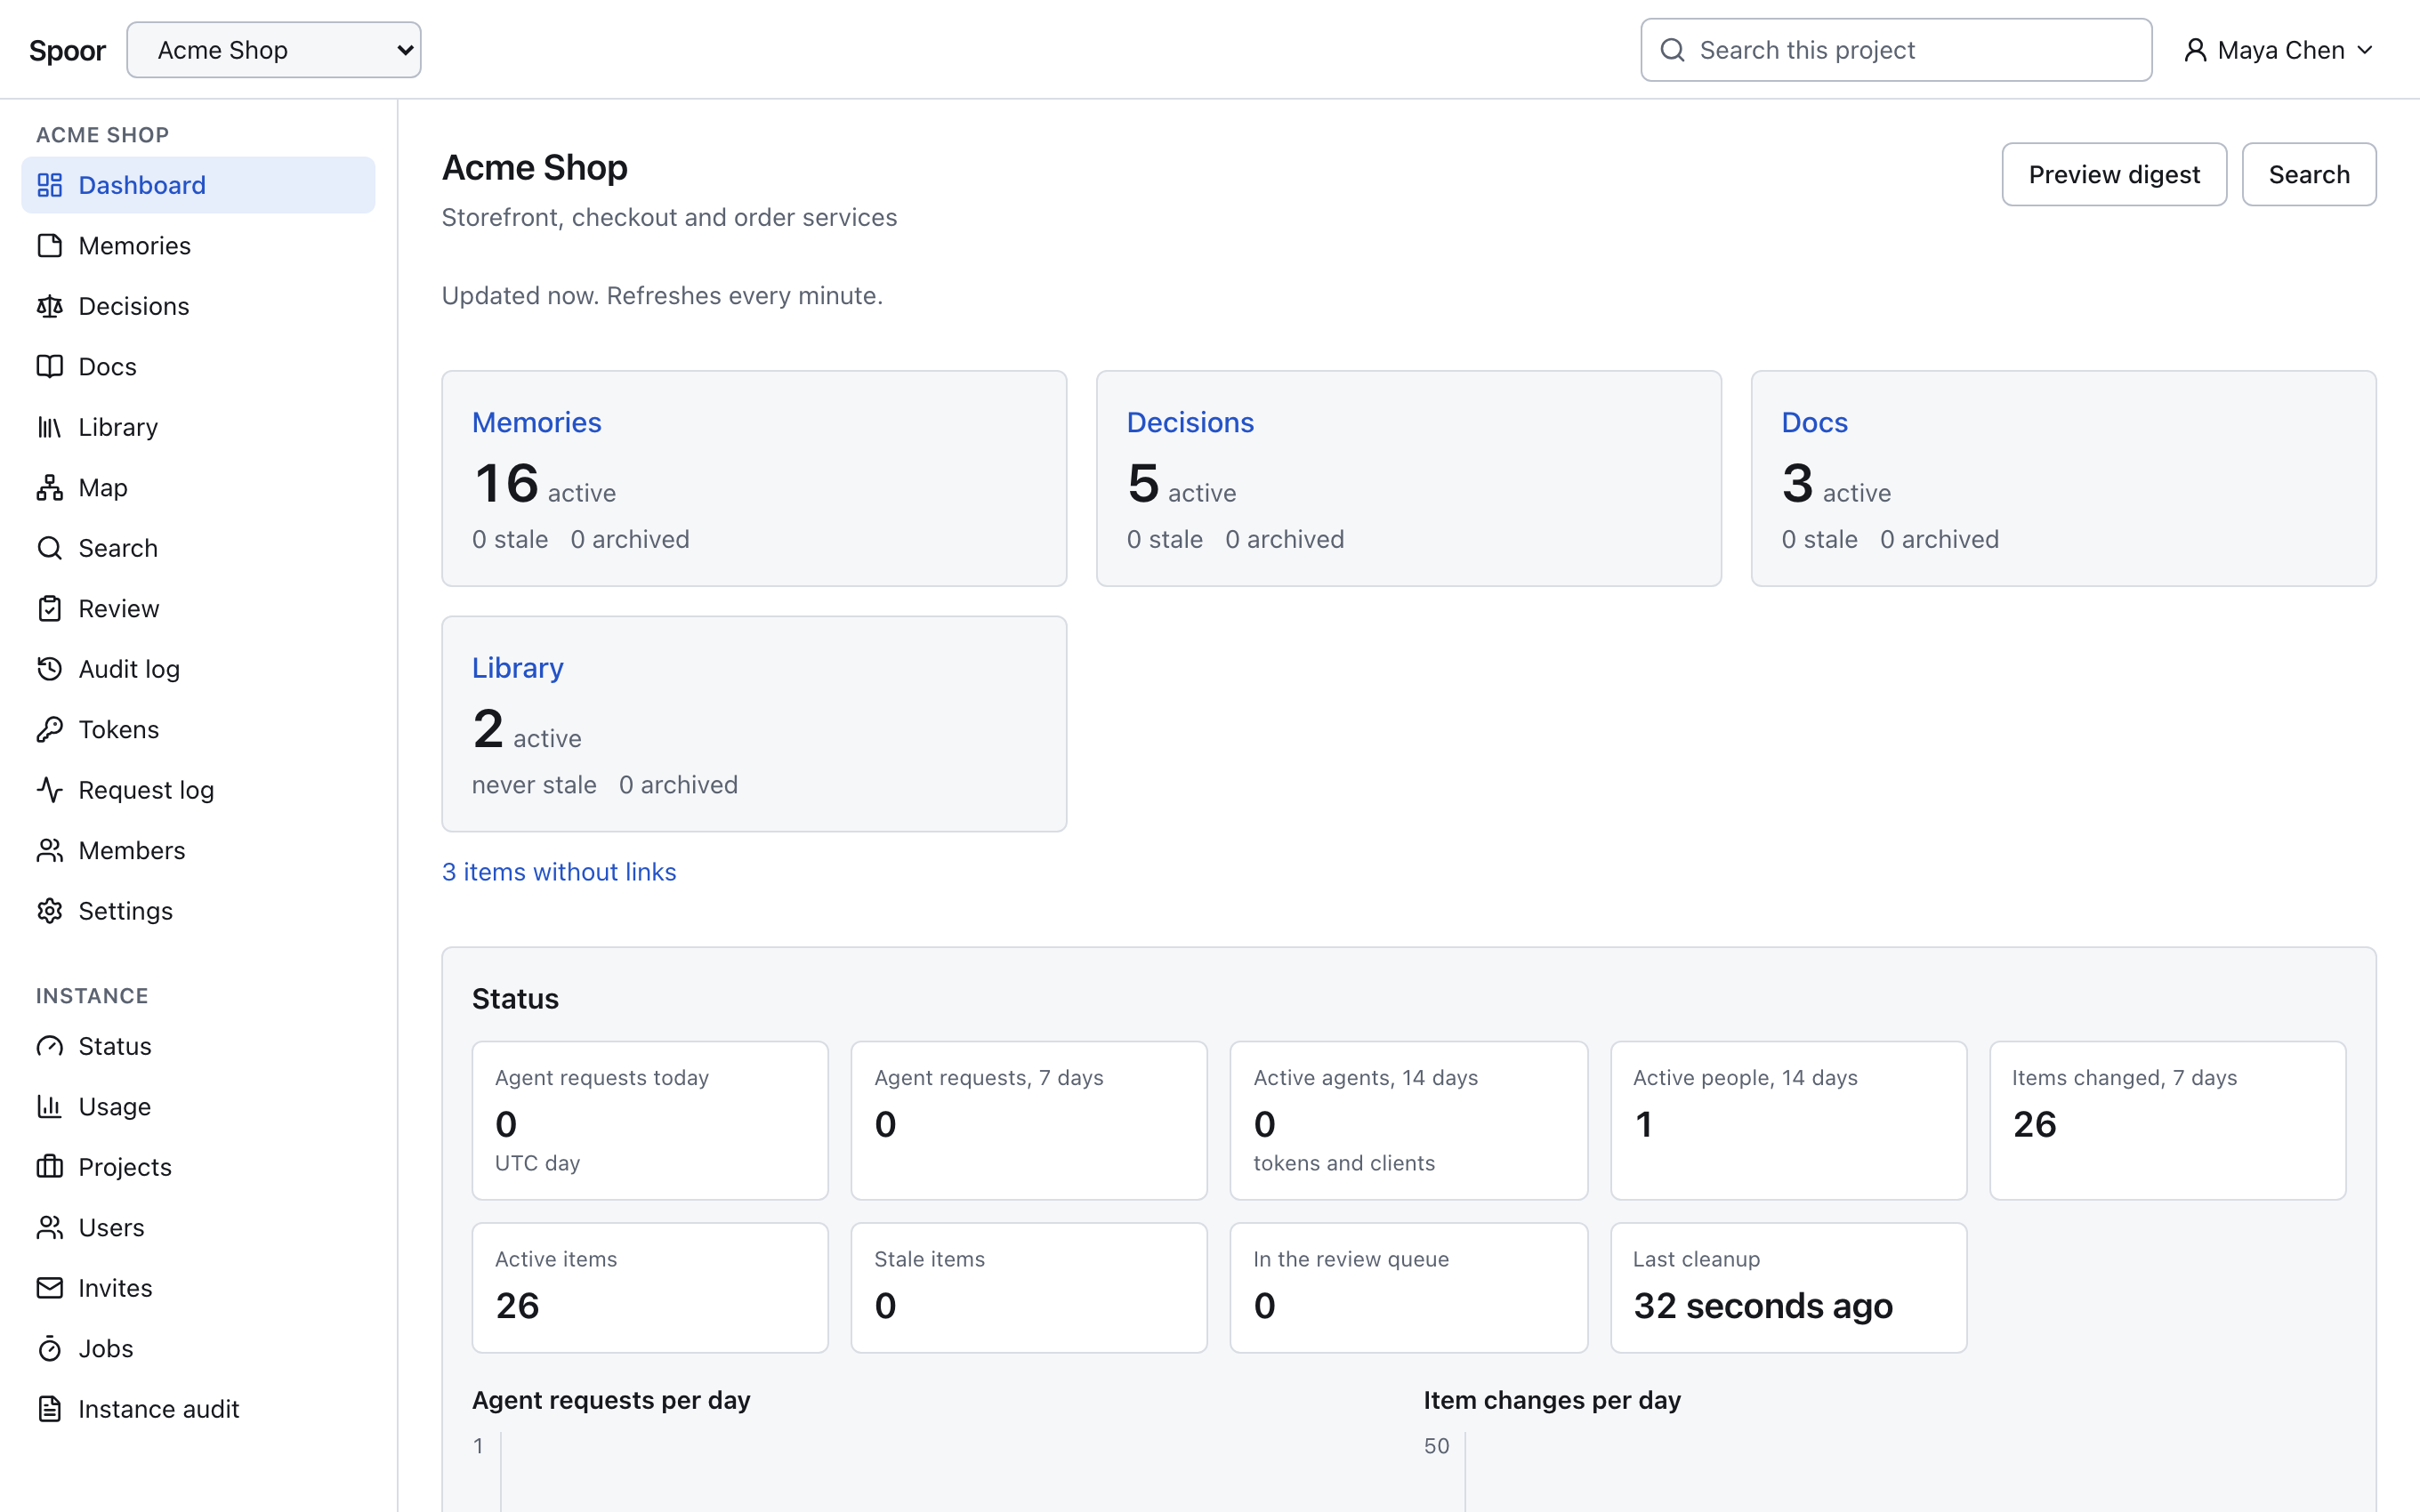 Spoor
Acme Shop
Search this project
Maya Chen
ACME SHOP
Dashboard
Memories
Decisions
Docs
Library
Map
Search
Review
Audit log
Tokens
Request log
Members
Settings
INSTANCE
Status
Usage
Projects
Users
Invites
Jobs
Instance audit
Acme Shop
Storefront, checkout and order services
Preview digest
Search
Updated now. Refreshes every minute.
Memories
16 active
0 stale 0 archived
Decisions
5 active
0 stale 0 archived
Docs
3 active
0 stale 0 archived
Library
2 active
never stale 0 archived
3 items without links
Status
Agent requests today
0
UTC day
Agent requests, 7 days
0
Active agents, 14 days
0
tokens and clients
Active people, 14 days
1
Items changed, 7 days
26
Active items
26
Stale items
0
In the review queue
0
Last cleanup
32 seconds ago
Agent requests per day
1
Item changes per day
50